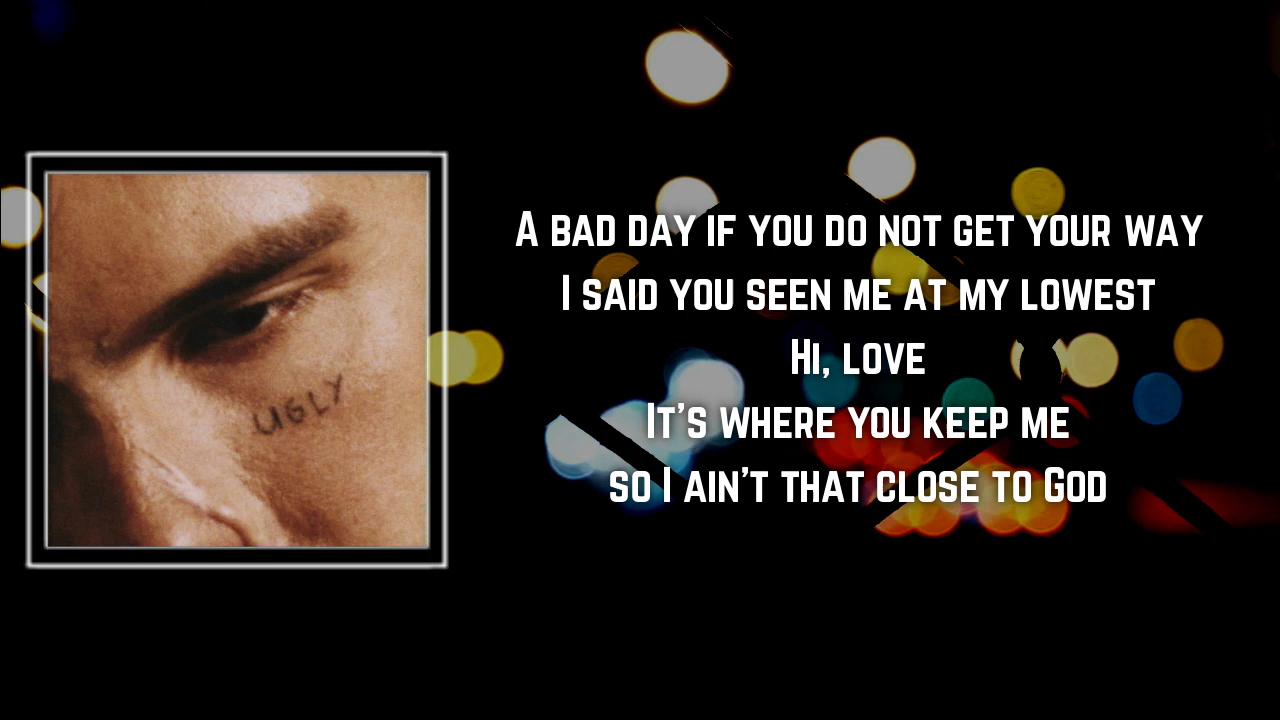 UGLY
A BAD DAY IF YOU DO NOT GET YOUR WAY
I SAID YOU SEEN ME AT MY LOWEST
HI, LOVE
IT'S WHERE YOU KEEP ME
SO I AIN'T THAT CLOSE TO GOD